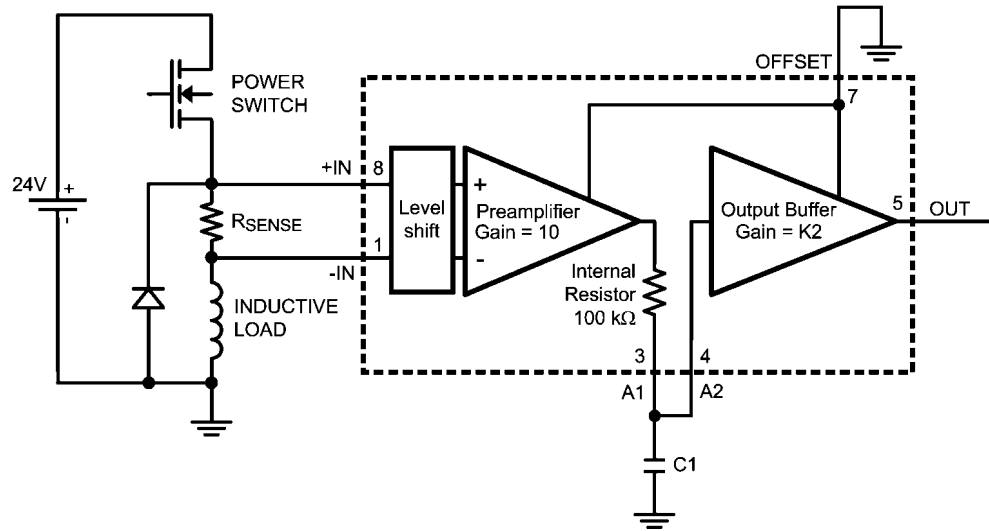 OFFSET
7
POWER
SWITCH
+IN
8
24V
+
-
RSENSE
Level
shift
+
-
Preamplifier
Gain = 10
Output Buffer
Gain = K2
5
OUT
1
-IN
INDUCTIVE
LOAD
Internal
Resistor
100 kΩ
3
4
A1
A2
C1